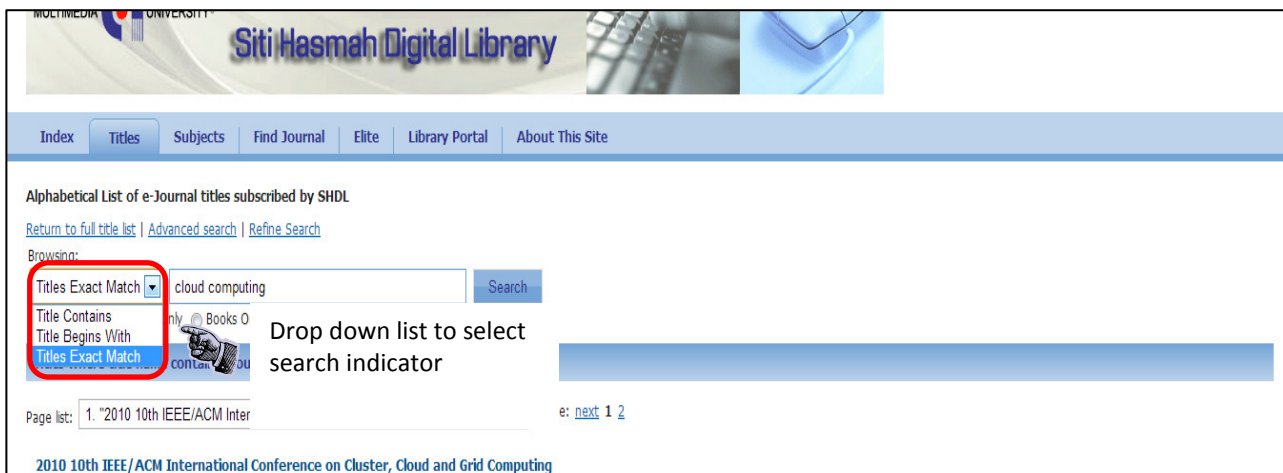 MULTIMEDIA UNIVERSITY
Siti Hasmah Digital Library
Index Titles Subjects Find Journal Elite Library Portal About This Site
Alphabetical List of e-Journal titles subscribed by SHDL
Return to full title list | Advanced search | Refine Search
Browsing:
Titles Exact Match cloud computing Search
Title Contains
Books O
Title Begins With
Titles Exact Match
Drop down list to select
search indicator
Page list: 1. "2010 10th IEEE/ACM Inter e: next 1 2
2010 10th IEEE/ACM International Conference on Cluster, Cloud and Grid Computing